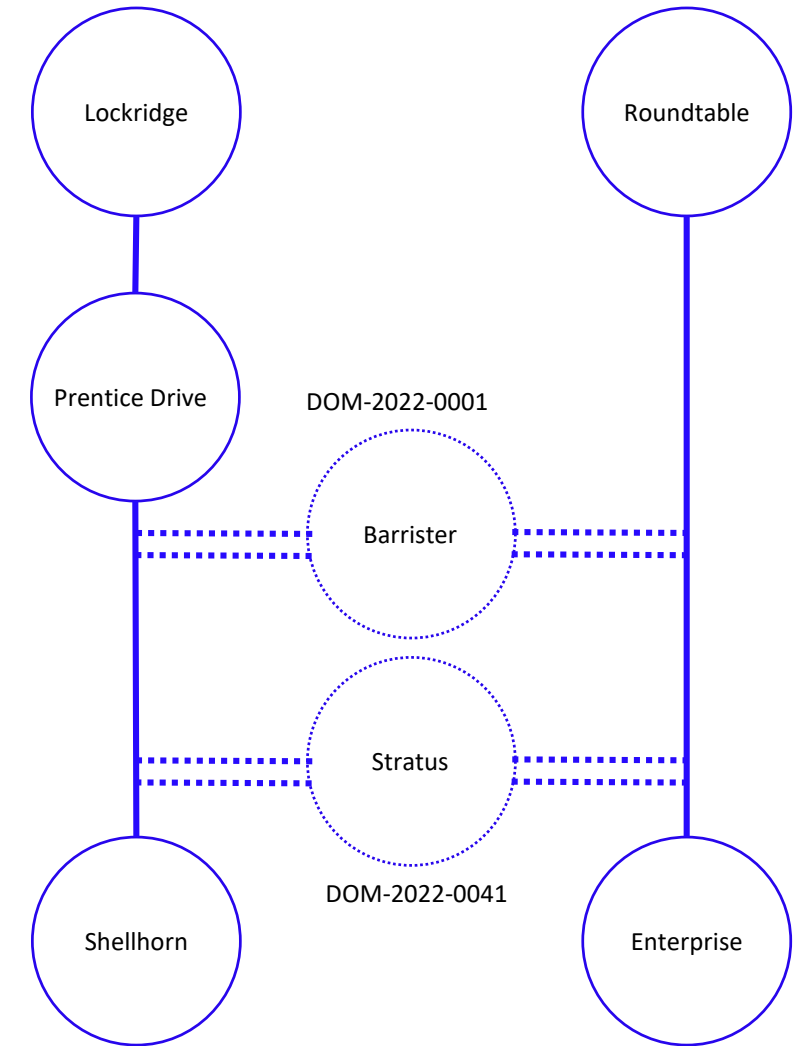 Lockridge
Roundtable
Prentice Drive
DOM-2022-0001
Barrister
Stratus
DOM-2022-0041
Shellhorn
Enterprise